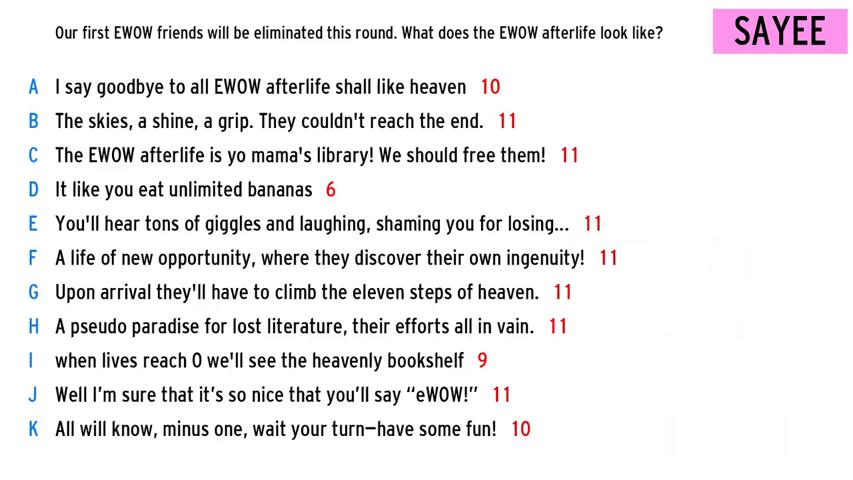 Our first EWOW friends will be eliminated this round. What does the EWOW afterlife look like?
SAYEE
A I say goodbye to all EWOW afterlife shall like heaven 10
B The skies, a shine, a grip. They couldn't reach the end. 11
C The EWOW afterlife is yo mama's library! We should free them! 11
D It like you eat unlimited bananas 6
E You'll hear tons of giggles and laughing, shaming you for losing... 11
F A life of new opportunity, where they discover their own ingenuity! 11
G Upon arrival they'll have to climb the eleven steps of heaven. 11
H A pseudo paradise for lost literature, their efforts all in vain. 11
I when lives reach 0 we'll see the heavenly bookshelf 9
J Well I’m sure that it’s so nice that you’ll say “eWOW!” 11
K All will know, minus one, wait your turn—have some fun! 10